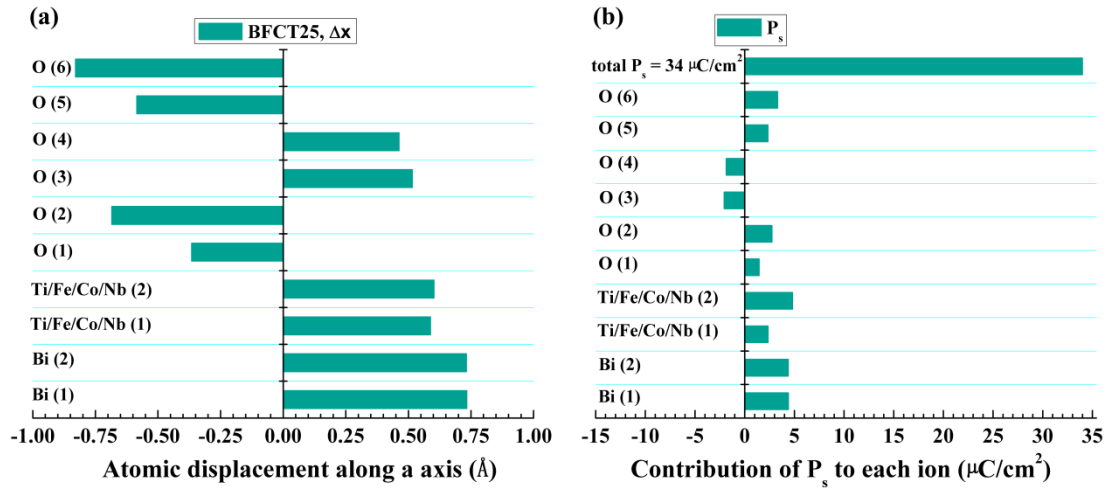 (a)
BFCT25, Δx
O (6)
O (5)
O (4)
O (3)
O (2)
O (1)
Ti/Fe/Co/Nb (2)
Ti/Fe/Co/Nb (1)
Bi (2)
Bi (1)
-1.00 -0.75 -0.50 -0.25 0.00 0.25 0.50 0.75 1.00
Atomic displacement along a axis (Å)
(b)
Ps
total Ps = 34 μC/cm²
O (6)
O (5)
O (4)
O (3)
O (2)
O (1)
Ti/Fe/Co/Nb (2)
Ti/Fe/Co/Nb (1)
Bi (2)
Bi (1)
-15 -10 -5 0 5 10 15 20 25 30 35
Contribution of Ps to each ion (μC/cm²)